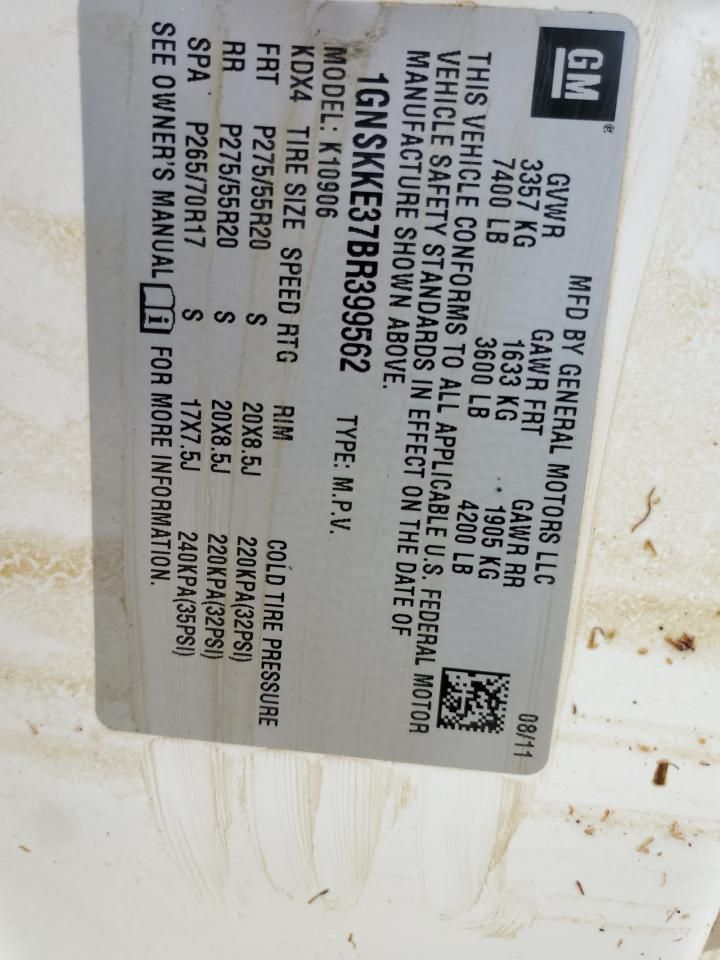 GM ®
MFD BY GENERAL MOTORS LLC 08/11
GVWR GAWR FRT GAWR RR
3357 KG 1633 KG 1905 KG
7400 LB 3600 LB 4200 LB
THIS VEHICLE CONFORMS TO ALL APPLICABLE U.S. FEDERAL MOTOR
VEHICLE SAFETY STANDARDS IN EFFECT ON THE DATE OF
MANUFACTURE SHOWN ABOVE.
1GNSKKE37BR399562 TYPE: M.P.V.
MODEL: K10906
KDX4 TIRE SIZE SPEED RTG RIM COLD TIRE PRESSURE
FRT P275/55R20 S 20X8.5J 220KPA(32PSI)
RR P275/55R20 S 20X8.5J 220KPA(32PSI)
SPA P265/70R17 S 17X7.5J 240KPA(35PSI)
SEE OWNER'S MANUAL i FOR MORE INFORMATION.